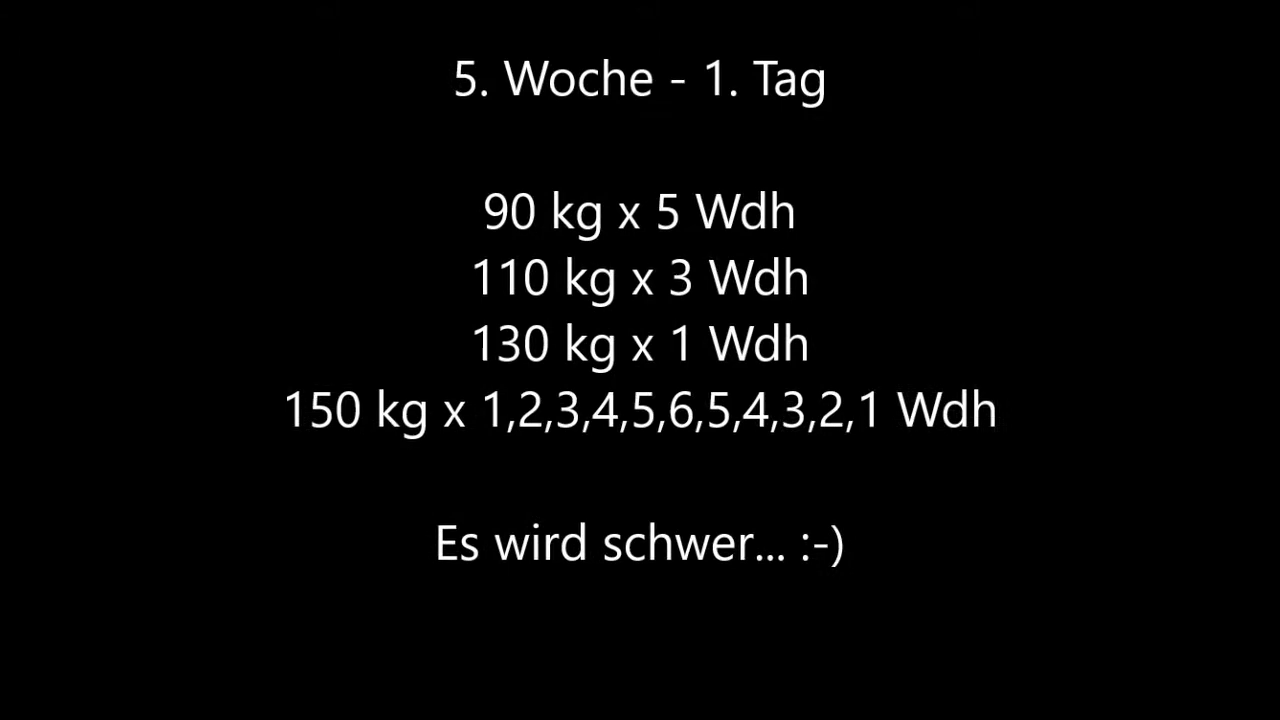 5. Woche - 1. Tag
90 kg x 5 Wdh
110 kg x 3 Wdh
130 kg x 1 Wdh
150 kg x 1,2,3,4,5,6,5,4,3,2,1 Wdh
Es wird schwer... :-)